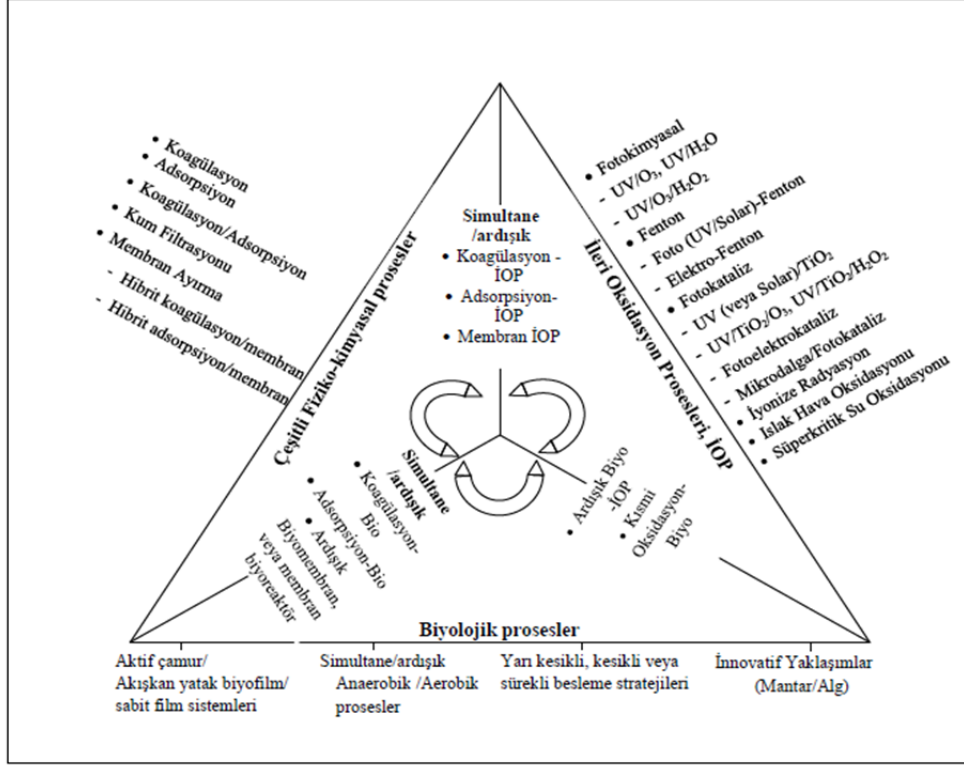 • Koagülasyon
• Adsorpsiyon
• Koagülasyon/Adsorpsiyon
• Kum Filtrasyonu
• Membran Ayırma
- Hibrit koagülasyon/membran
- Hibrit adsorpsiyon/membran
Çeşitli Fiziko-kimyasal prosesler
Simultane
/ardışık
• Koagülasyon -
İOP
• Adsorpsiyon-
İOP
• Membran İOP
İleri Oksidasyon Prosesleri, İOP
• Fotokimyasal
- UV/O₃, UV/H₂O
- UV/O₃/H₂O₂
• Fenton
- Foto (UV/Solar)-Fenton
- Elektro-Fenton
• Fotokataliz
- UV (veya Solar)/TiO₂
- UV/TiO₂/O₃, UV/TiO₂/H₂O₂
- Fotoelektrokataliz
- Mikrodalga/Fotokataliz
• İyonize Radyasyon
• Islak Hava Oksidasyonu
• Süperkritik Su Oksidasyonu
Simultane
/ardışık
• Koagülasyon-
Bio
• Adsorpsiyon-Bio
• Ardışık
Biyomembran,
veya membran
biyoreaktör
• Ardışık Biyo
-İOP
• Kısmi
Oksidasyon-
Biyo
Biyolojik prosesler
Aktif çamur/
Akışkan yatak biyofilm/
sabit film sistemleri
Simultane/ardışık
Anaerobik /Aerobik
prosesler
Yarı kesikli, kesikli veya
sürekli besleme stratejileri
İnnovatif Yaklaşımlar
(Mantar/Alg)